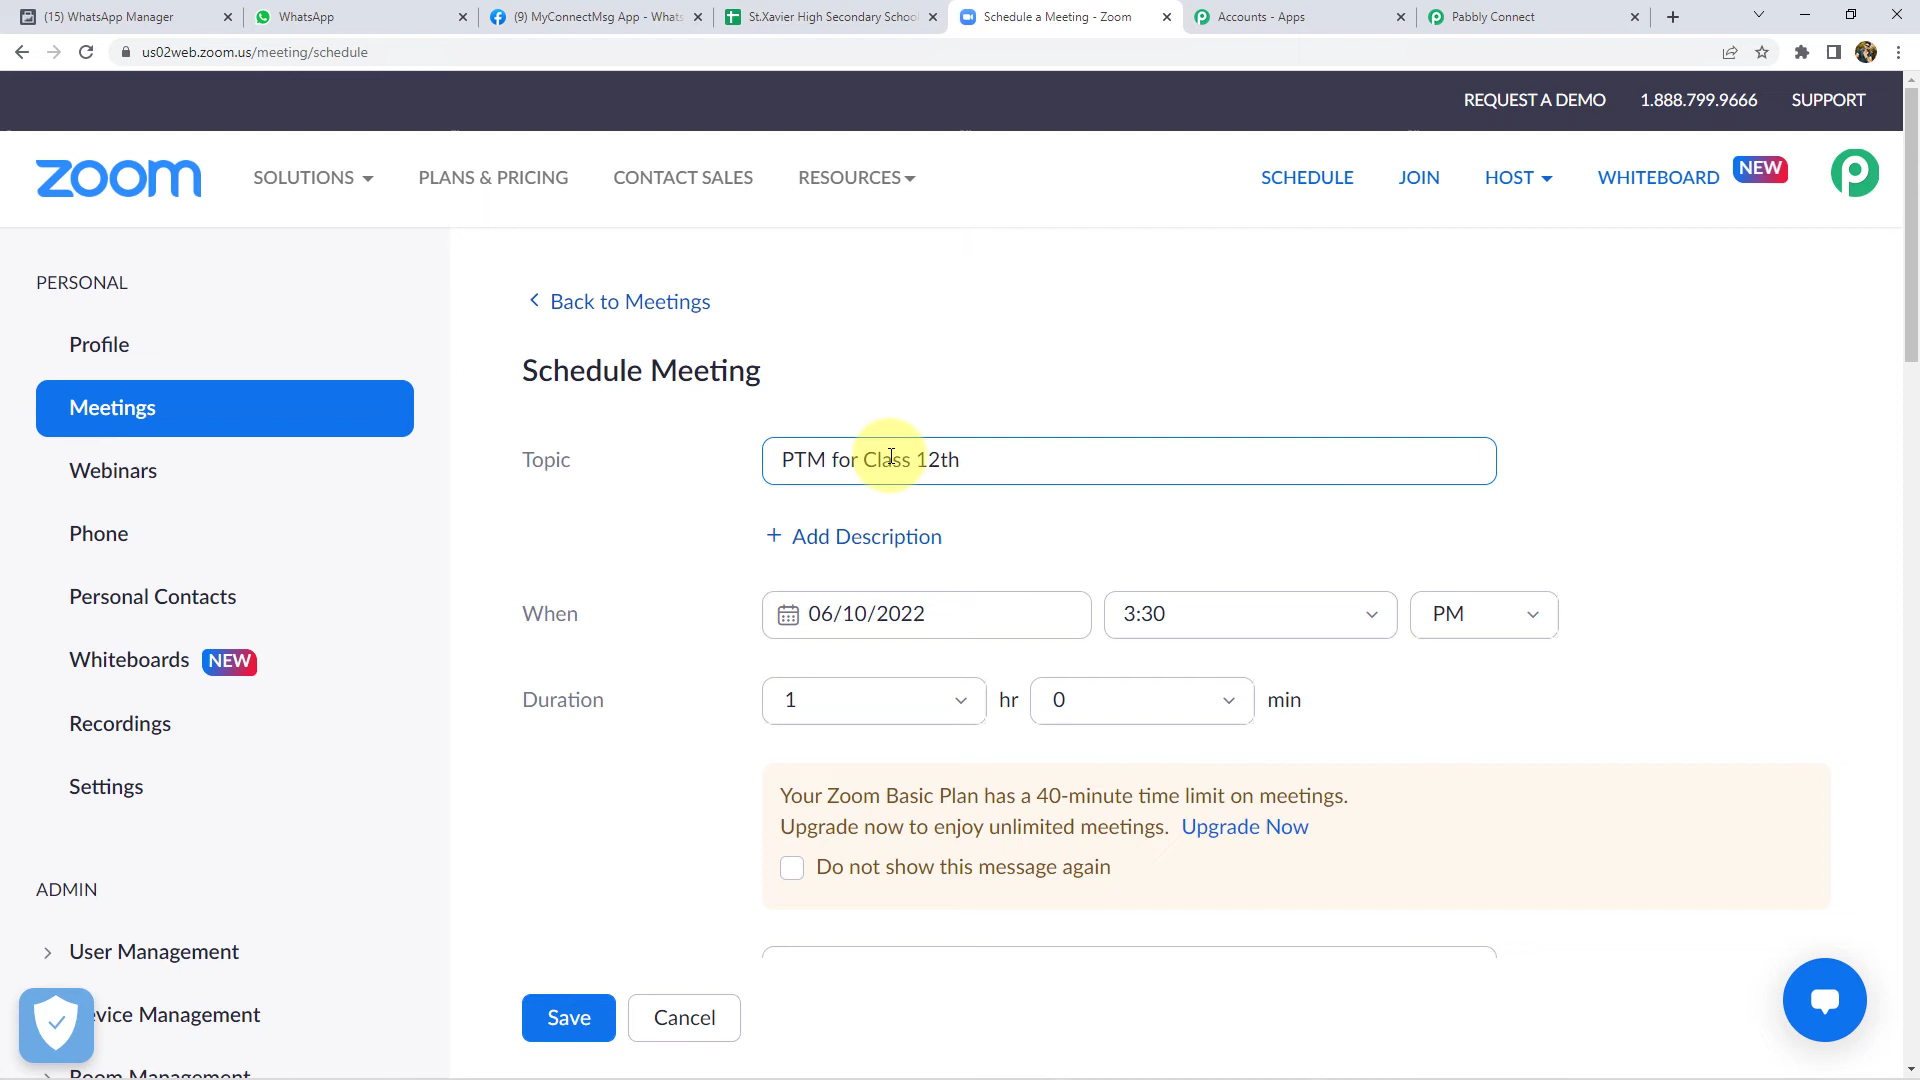 (15) WhatsApp Manager
WhatsApp
(9) MyConnectMsg App - Whats
St.Xavier High Secondary School
Schedule a Meeting - Zoom
Accounts - Apps
Pabbly Connect
us02web.zoom.us/meeting/schedule
REQUEST A DEMO 1.888.799.9666 SUPPORT
zoom
SOLUTIONS PLANS & PRICING CONTACT SALES RESOURCES
SCHEDULE JOIN HOST WHITEBOARD NEW
PERSONAL
Profile
Meetings
Webinars
Phone
Personal Contacts
Whiteboards NEW
Recordings
Settings
ADMIN
User Management
evice Management
Room Management
Back to Meetings
Schedule Meeting
Topic PTM for Class 12th
+ Add Description
When 06/10/2022 3:30 PM
Duration 1 hr 0 min
Your Zoom Basic Plan has a 40-minute time limit on meetings.
Upgrade now to enjoy unlimited meetings. Upgrade Now
Do not show this message again
Save Cancel